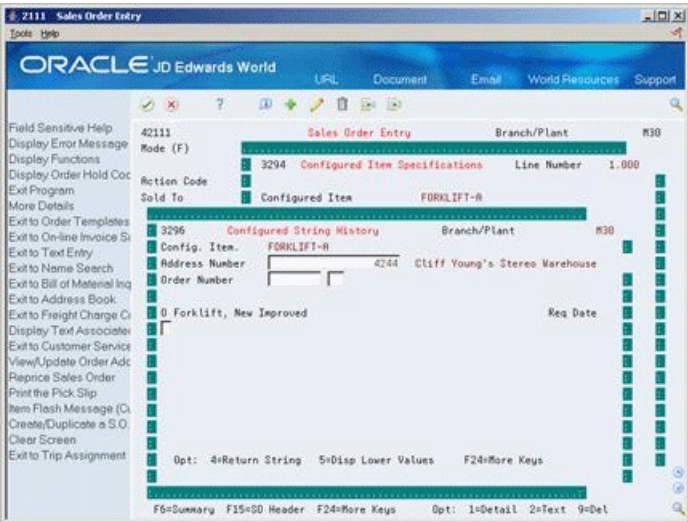 2111 Sales Order Entry
Tools Help
ORACLE JD Edwards World
URL Document Email World Resources Support
Field Sensitive Help
Display Error Message
Display Functions
Display Order Hold Cod
Exit Program
More Details
Exit to Order Templates
Exit to On-line Invoice Si
Exit to Text Entry
Exit to Name Search
Exit to Bill of Material Inq
Exit to Address Book
Exit to Freight Charge C
Display Text Associate
Exit to Customer Service
View/Update Order Add
Reprice Sales Order
Print the Pick Slip
Item Flash Message (Cu
Create/Duplicate a S.O.
Clear Screen
Exit to Trip Assignment
42111 Sales Order Entry Branch/Plant M30
Mode (F)
3294 Configured Item Specifications Line Number 1.000
Action Code
Sold To Configured Item FORKLIFT-A
3296 Configured String History Branch/Plant M30
Config. Item. FORKLIFT-A
Address Number 4244 Cliff Young's Stereo Warehouse
Order Number
O Forklift, New Improved Req Date
Opt: 4=Return String 5=Disp Lower Values F24=More Keys
F6=Summary F15=SO Header F24=More Keys Opt: 1=Detail 2=Text 9=Del